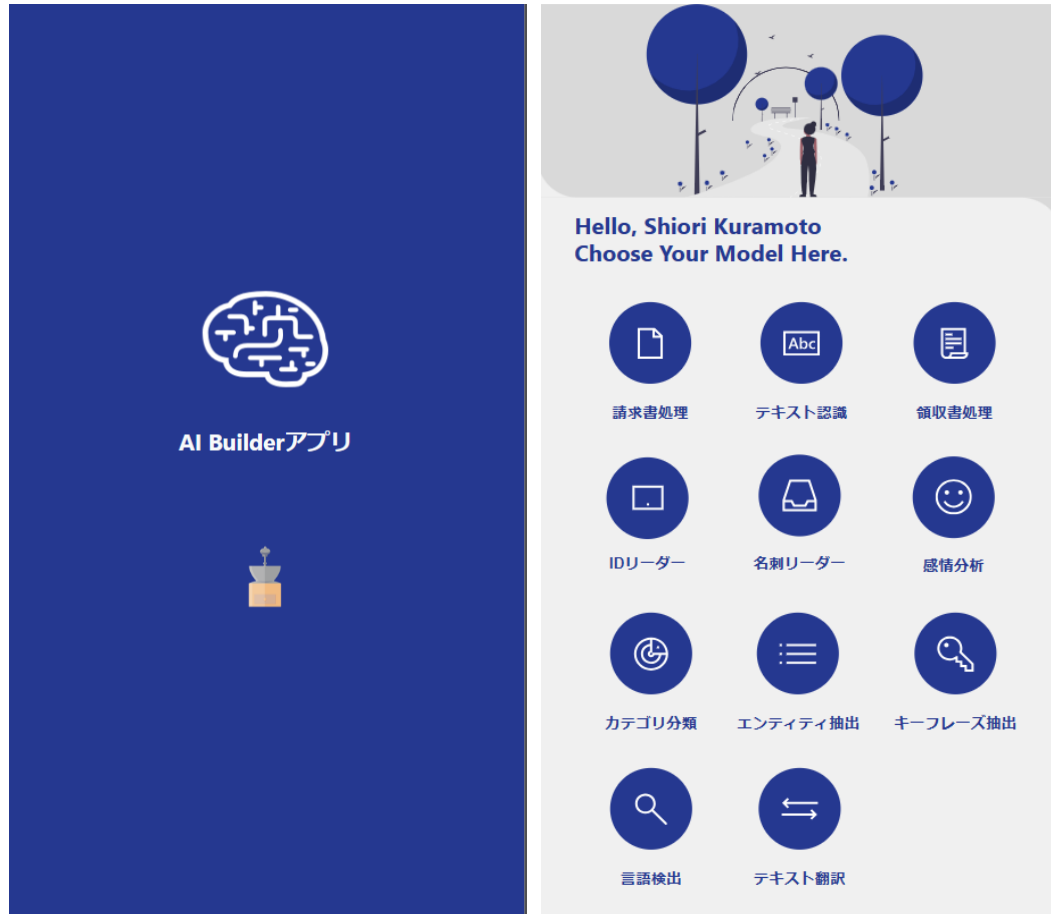 AI Builderアプリ
Hello, Shiori Kuramoto
Choose Your Model Here.
Abc
請求書処理
テキスト認識
領収書処理
IDリーダー
名刺リーダー
感情分析
カテゴリ分類
エンティティ抽出
キーフレーズ抽出
言語検出
テキスト翻訳